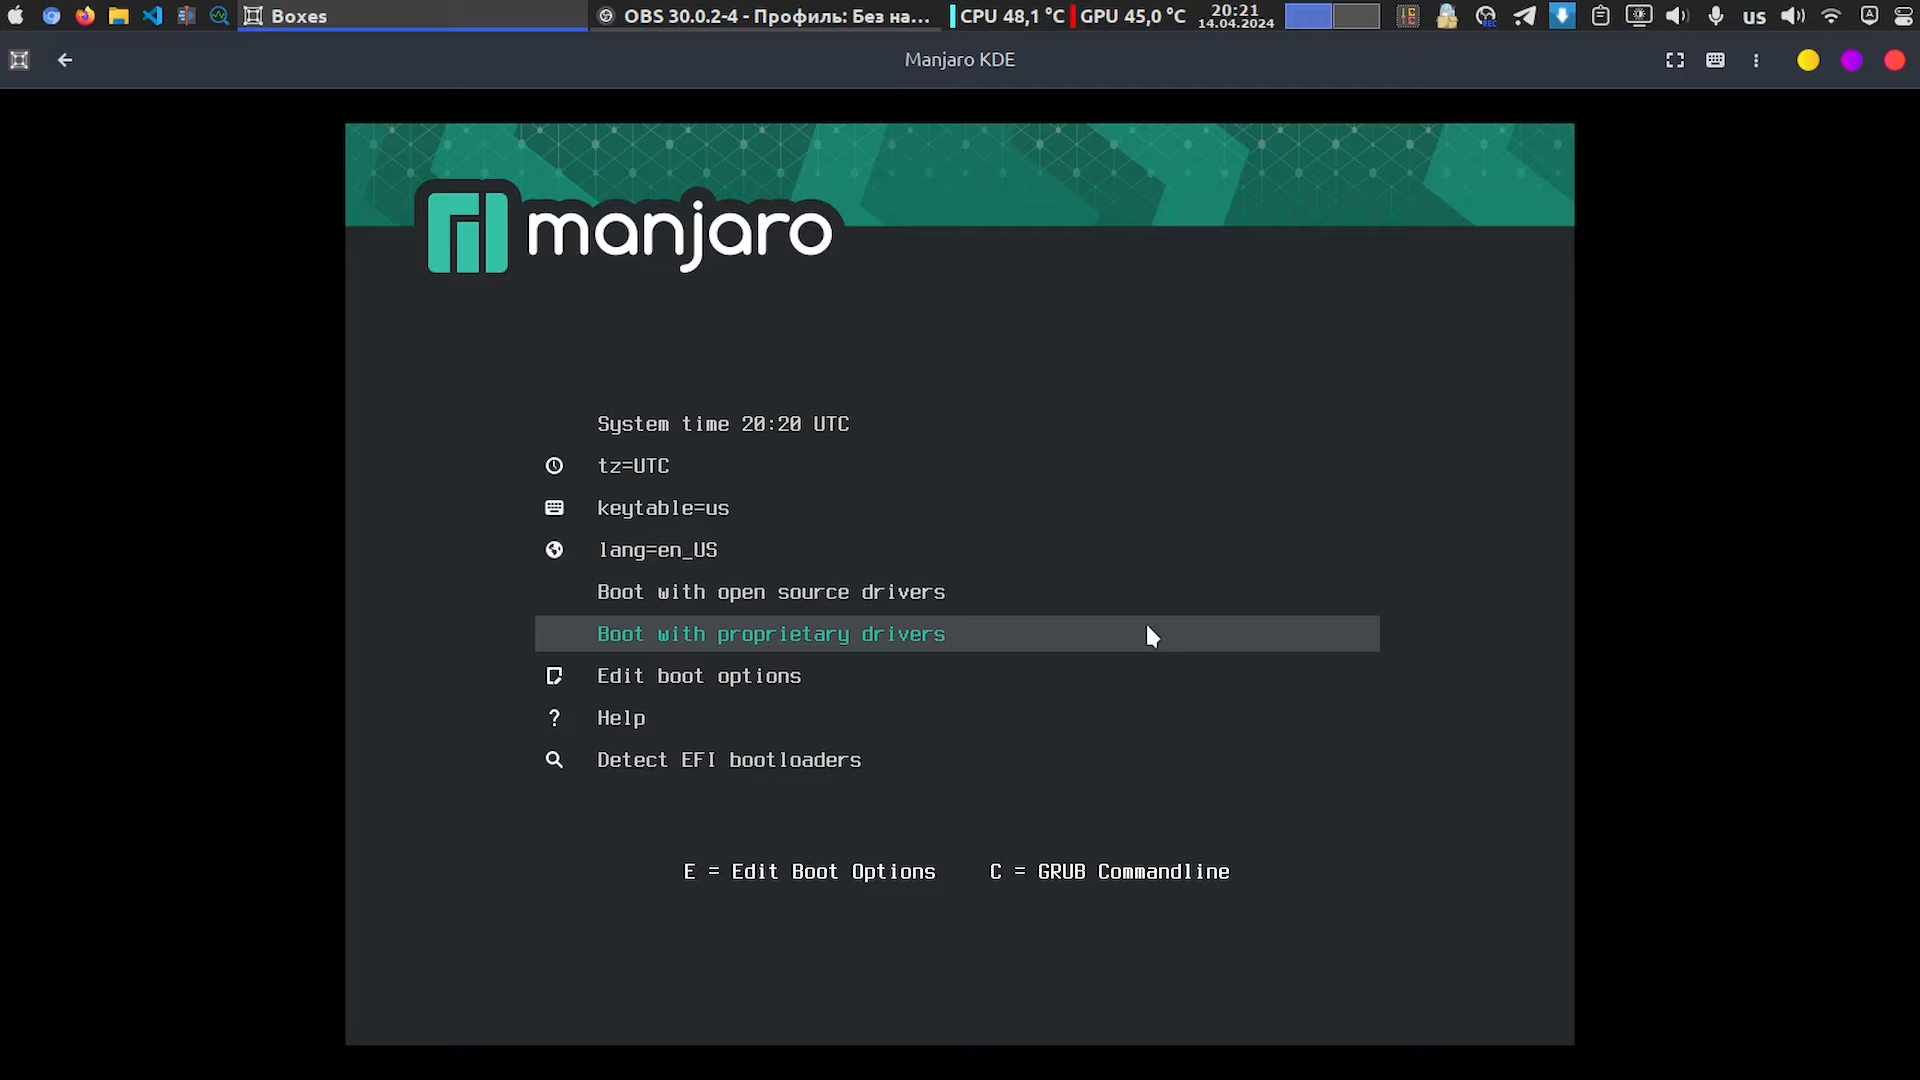 Boxes
OBS 30.0.2-4 - Профиль: Без на...
CPU 48,1 °C
GPU 45,0 °C
20:21
14.04.2024
us
Manjaro KDE
manjaro
System time 20:20 UTC
tz=UTC
keytable=us
lang=en_US
Boot with open source drivers
Boot with proprietary drivers
Edit boot options
? Help
Detect EFI bootloaders
E = Edit Boot Options C = GRUB Commandline